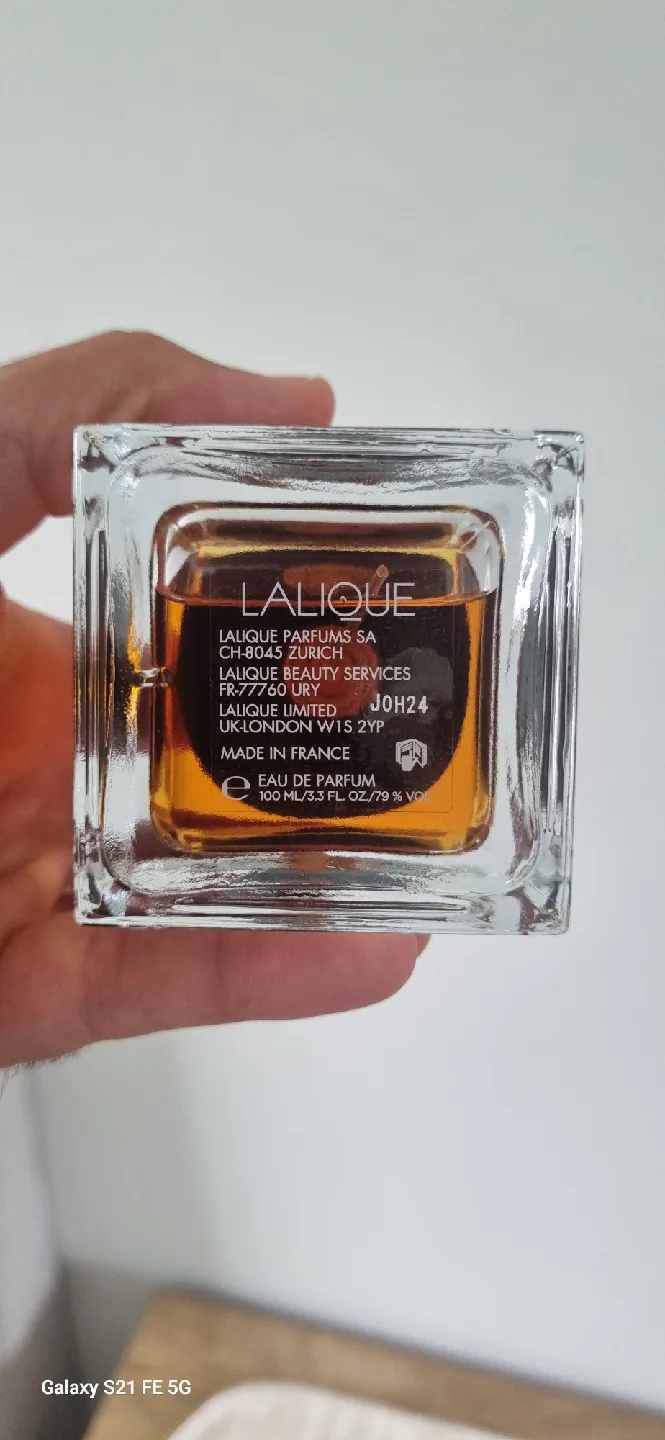 LALIQUE
LALIQUE PARFUMS SA
CH-8045 ZURICH
LALIQUE BEAUTY SERVICES
FR-77760 URY
LALIQUE LIMITED
UK-LONDON W1S 2YP
J0H24
MADE IN FRANCE
℮ EAU DE PARFUM
100 ML/3.3 FL. OZ./79 % VOL
Galaxy S21 FE 5G